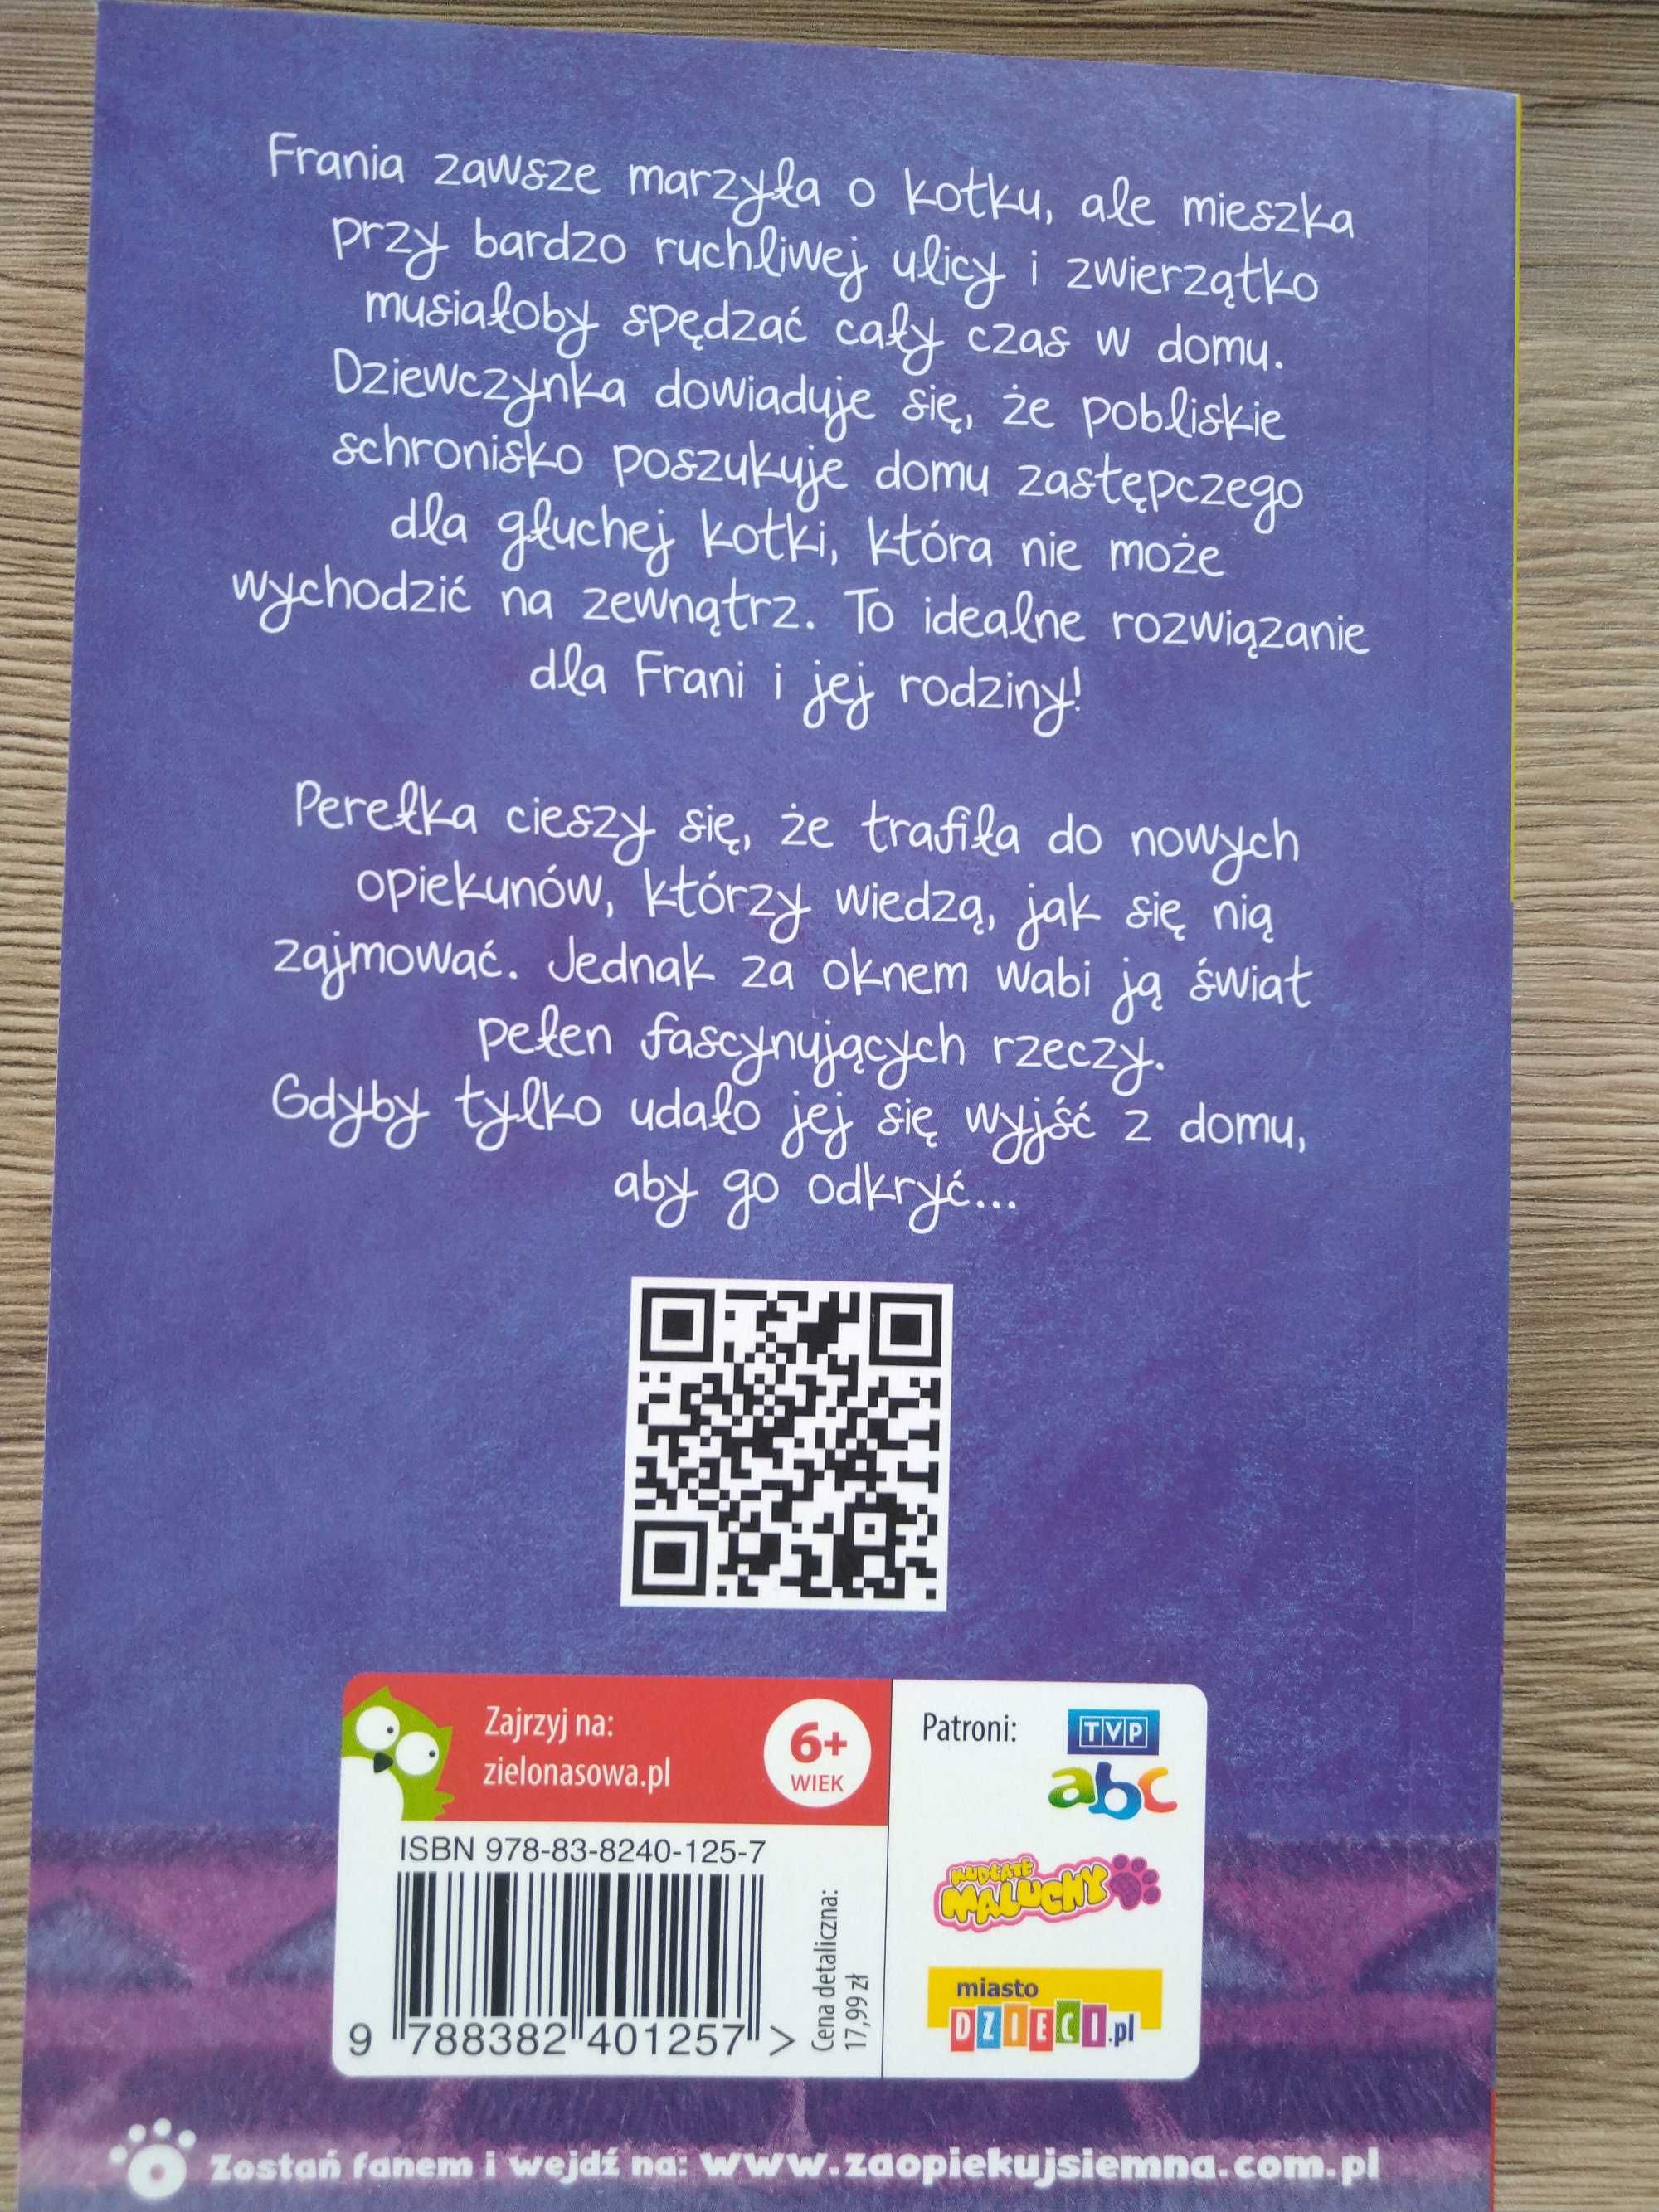 Frania zawsze marzyła o kotku, ale mieszka
przy bardzo ruchliwej ulicy i zwierzątko
musiałoby spędzać cały czas w domu.
Dziewczynka dowiaduje się, że pobliskie
schronisko poszukuje domu zastępczego
dla głuchej kotki, która nie może
wychodzić na zewnątrz. To idealne rozwiązanie
dla Frani i jej rodziny!
Perełka cieszy się, że trafiła do nowych
opiekunów, którzy wiedzą, jak się nią
zajmować. Jednak za oknem wabi ją świat
pełen fascynujących rzeczy.
Gdyby tylko udało jej się wyjść z domu,
aby go odkryć...
Zajrzyj na:
zielonasowa.pl
6+
WIEK
ISBN 978-83-8240-125-7
9 788382 401257 >
Cena detaliczna:
17,99 zł
Patroni:
TVP
abc
KUDŁATE
MALUCHY
miasto
DZIECI.pl
Zostań fanem i wejdź na: www.zaopiekujsiemna.com.pl